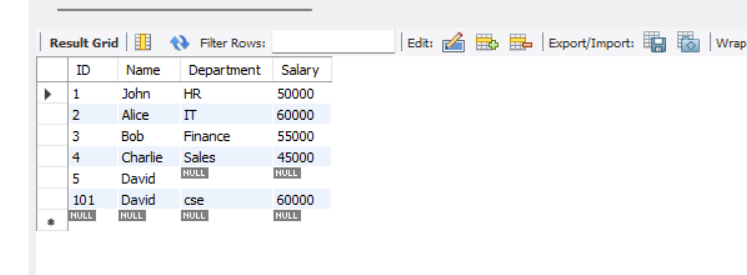 Result Grid Filter Rows: Edit: Export/Import: Wrap
ID Name Department Salary
1 John HR 50000
2 Alice IT 60000
3 Bob Finance 55000
4 Charlie Sales 45000
5 David NULL NULL
101 David cse 60000
NULL NULL NULL NULL